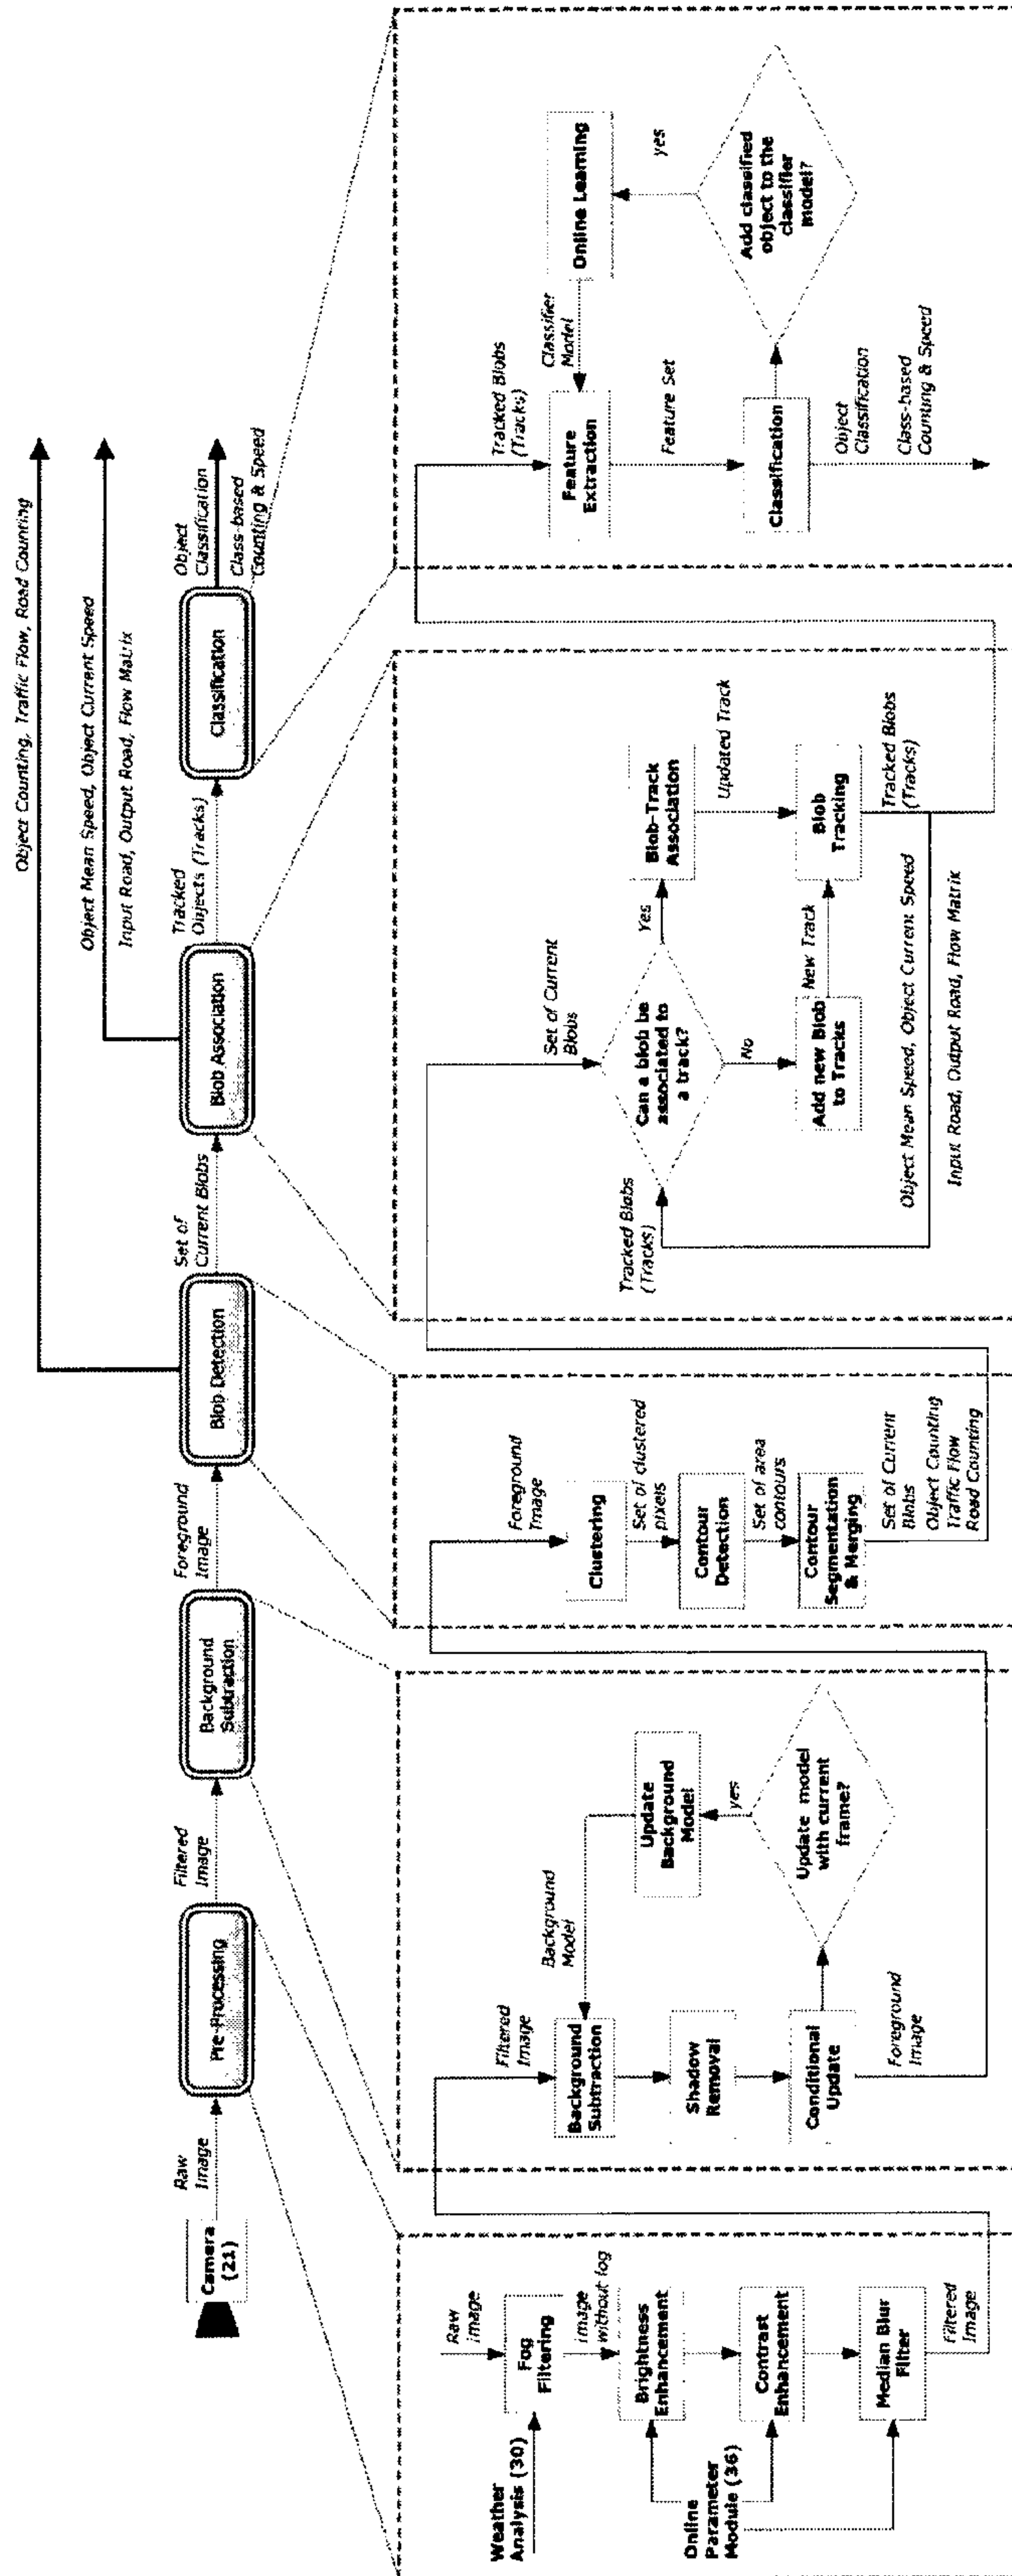 Object Counting, Traffic Flow, Road Counting
Object Mean Speed, Object Current Speed
Input Road, Output Road, Flow Matrix
Camera
(21)
Raw
Image
Pre-Processing
Filtered
Image
Background
Subtraction
Foreground
Image
Blob Detection
Set of
Current Blobs
Blob Association
Tracked
Objects (Tracks)
Classification
Object
Classification
Class-based
Counting & Speed
Weather
Analysis (30)
Online
Parameter
Module (36)
Raw
image
Fog
Filtering
image
without fog
Brightness
Enhancement
Contrast
Enhancement
Median Blur
Filter
Filtered
Image
Filtered
Image
Background
Subtraction
Shadow
Removal
Conditional
Update
Foreground
Image
Background
Model
Update
Background
Model
yes
Update model
with current
frame?
Foreground
Image
Clustering
Set of clustered
pixels
Contour
Detection
Set of area
contours
Contour
Segmentation
& Merging
Set of Current
Blobs
Object Counting
Traffic Flow
Road Counting
Tracked Blobs
(Tracks)
Set of Current
Blobs
Can a blob be
associated to
a track?
Yes
Blob-Track
Association
Updated Track
No
Add new Blob
to Tracks
New Track
Blob
Tracking
Tracked Blobs
(Tracks)
Object Mean Speed, Object Current Speed
Input Road, Output Road, Flow Matrix
Tracked Blobs
(Tracks)
Feature
Extraction
Classifier
Model
Online Learning
Feature Set
yes
Classification
Add classified
object to the
classifier
model?
Object
Classification
Class-based
Counting & Speed